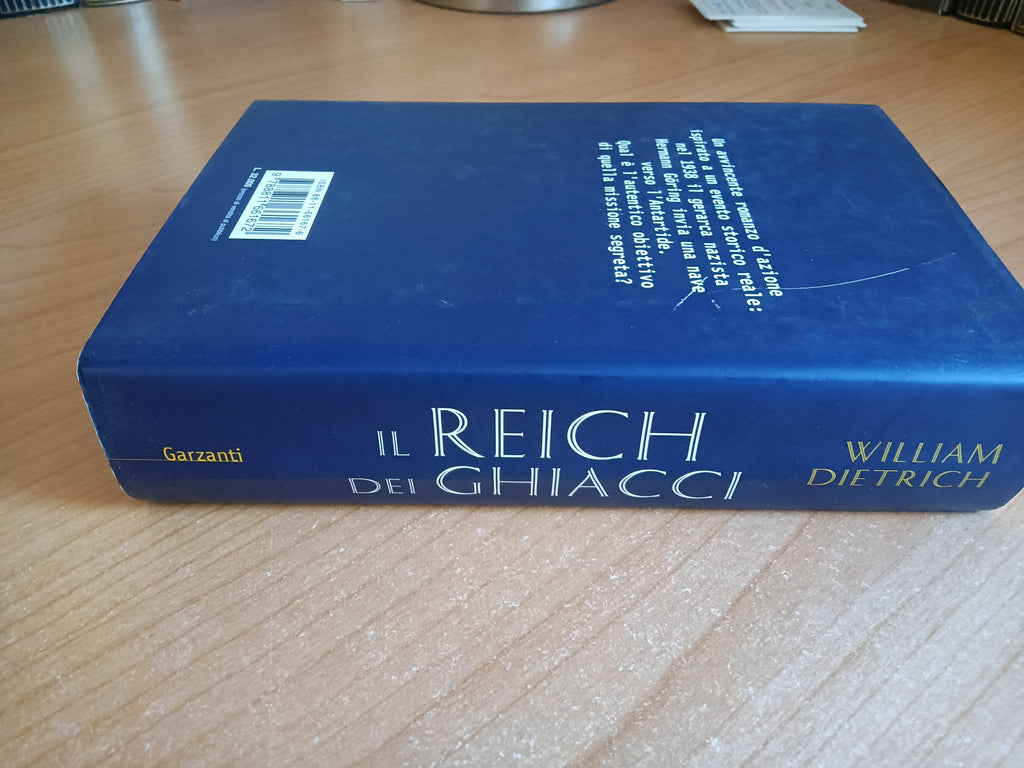 Un avvincente romanzo d'azione
ispirato a un evento storico reale:
nel 1938 il gerarca nazista
Hermann Göring invia una nave
verso l'Antartide.
Qual è l'autentico obiettivo
di quella missione segreta?
9788811661672
Garzanti
IL REICH
DEI GHIACCI
WILLIAM
DIETRICH